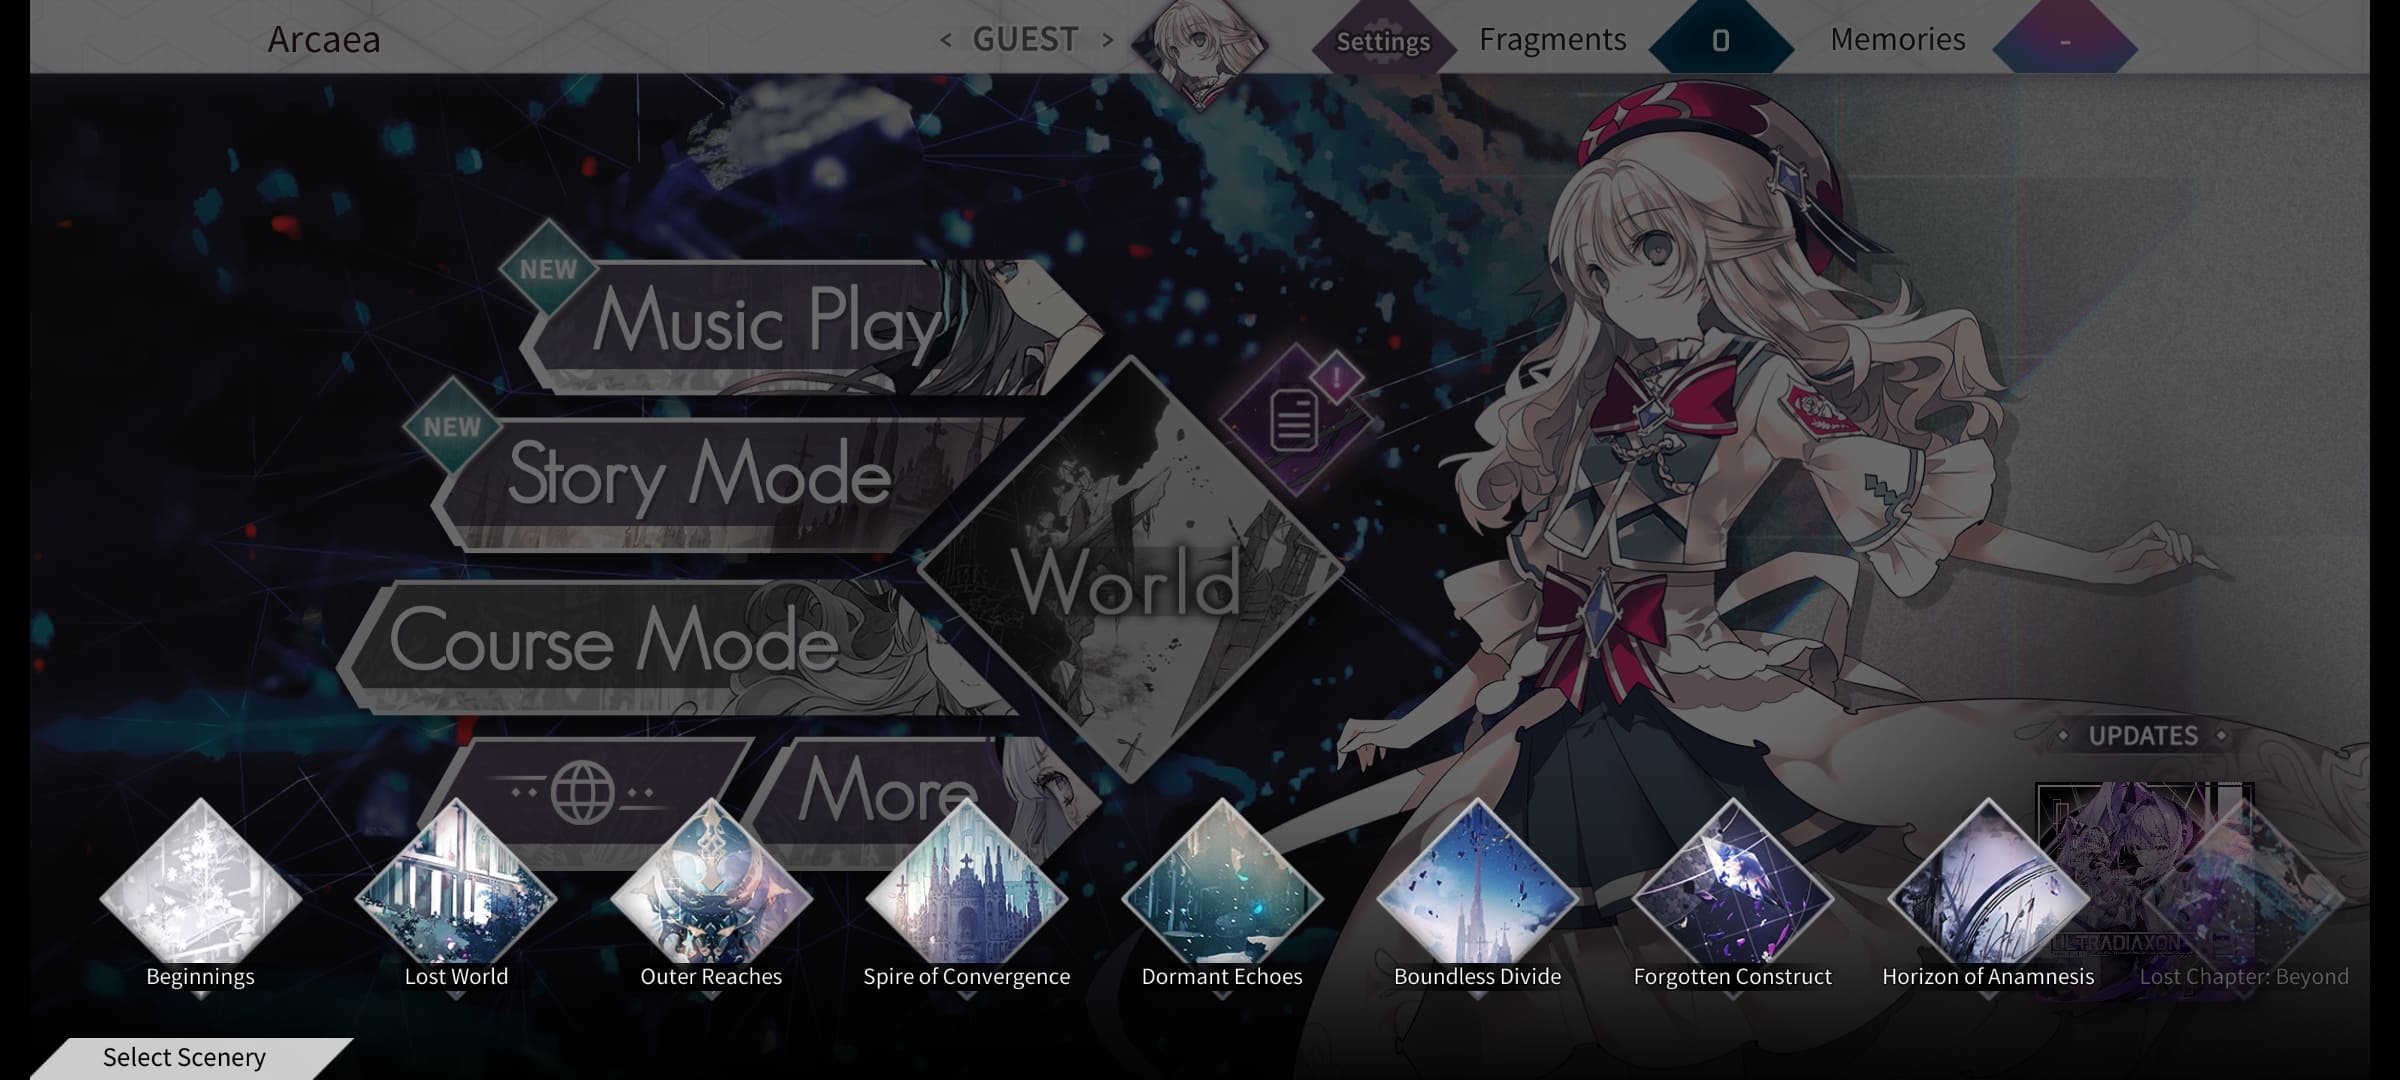 Arcaea
< GUEST >
Settings
Fragments
0
Memories
-
NEW
Music Play
NEW
Story Mode
!
World
Course Mode
More
UPDATES
ULTRADIAXON
Beginnings
Lost World
Outer Reaches
Spire of Convergence
Dormant Echoes
Boundless Divide
Forgotten Construct
Horizon of Anamnesis
Lost Chapter: Beyond
Select Scenery